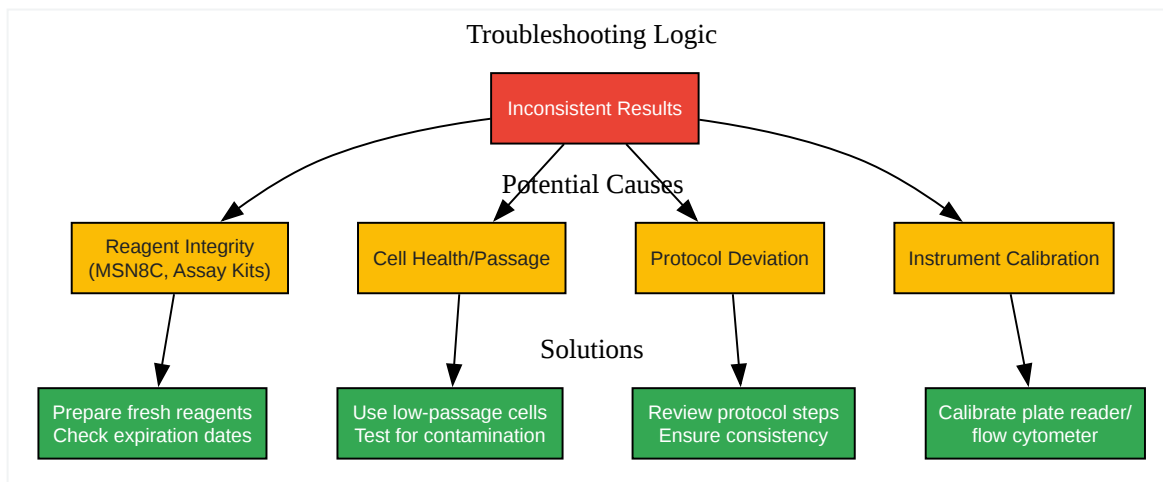 Troubleshooting Logic
Inconsistent Results
Potential Causes
Reagent Integrity
(MSN8C, Assay Kits)
Cell Health/Passage
Protocol Deviation
Instrument Calibration
Solutions
Prepare fresh reagents
Check expiration dates
Use low-passage cells
Test for contamination
Review protocol steps
Ensure consistency
Calibrate plate reader/
flow cytometer